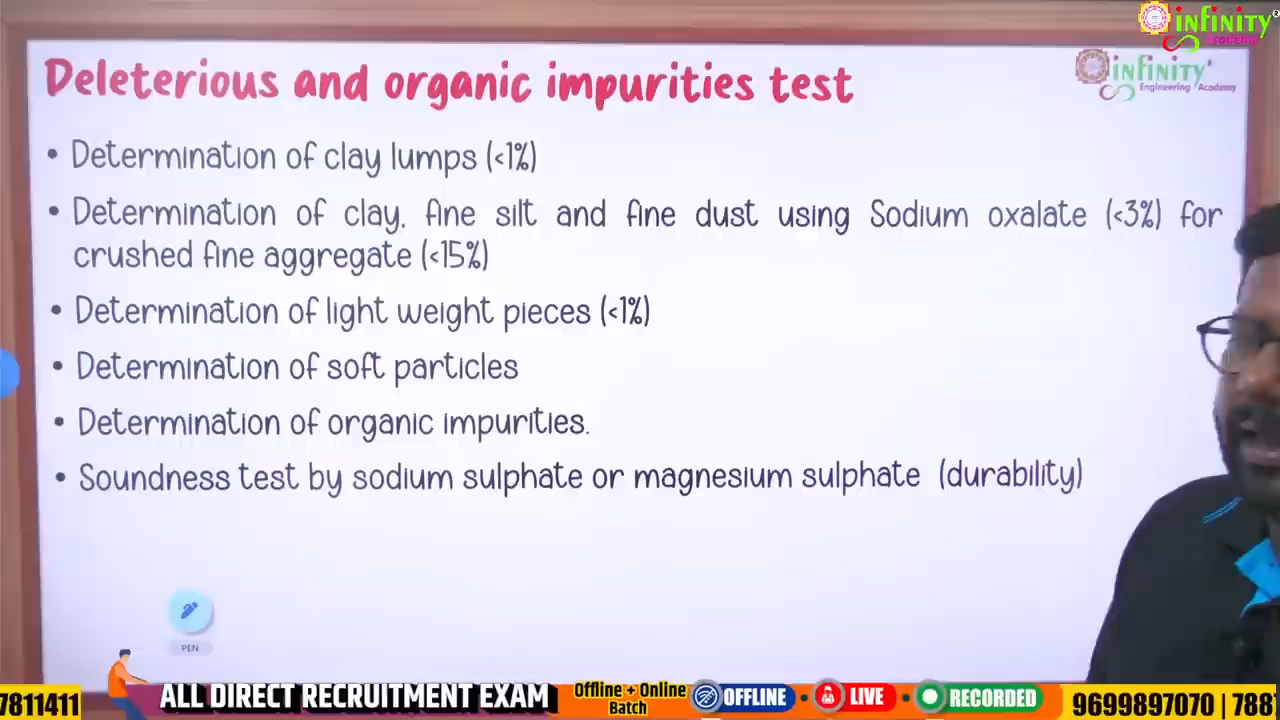 infinity
Academy
Deleterious and organic impurities test
infinity
Engineering Academy
• Determination of clay lumps (<1%)
• Determination of clay, fine silt and fine dust using Sodium oxalate (<3%) for
crushed fine aggregate (<15%)
• Determination of light weight pieces (<1%)
• Determination of soft particles
• Determination of organic impurities.
• Soundness test by sodium sulphate or magnesium sulphate (durability)
PEN
7811411
ALL DIRECT RECRUITMENT EXAM
Offline + Online
Batch
OFFLINE
LIVE
RECORDED
9699897070 | 788